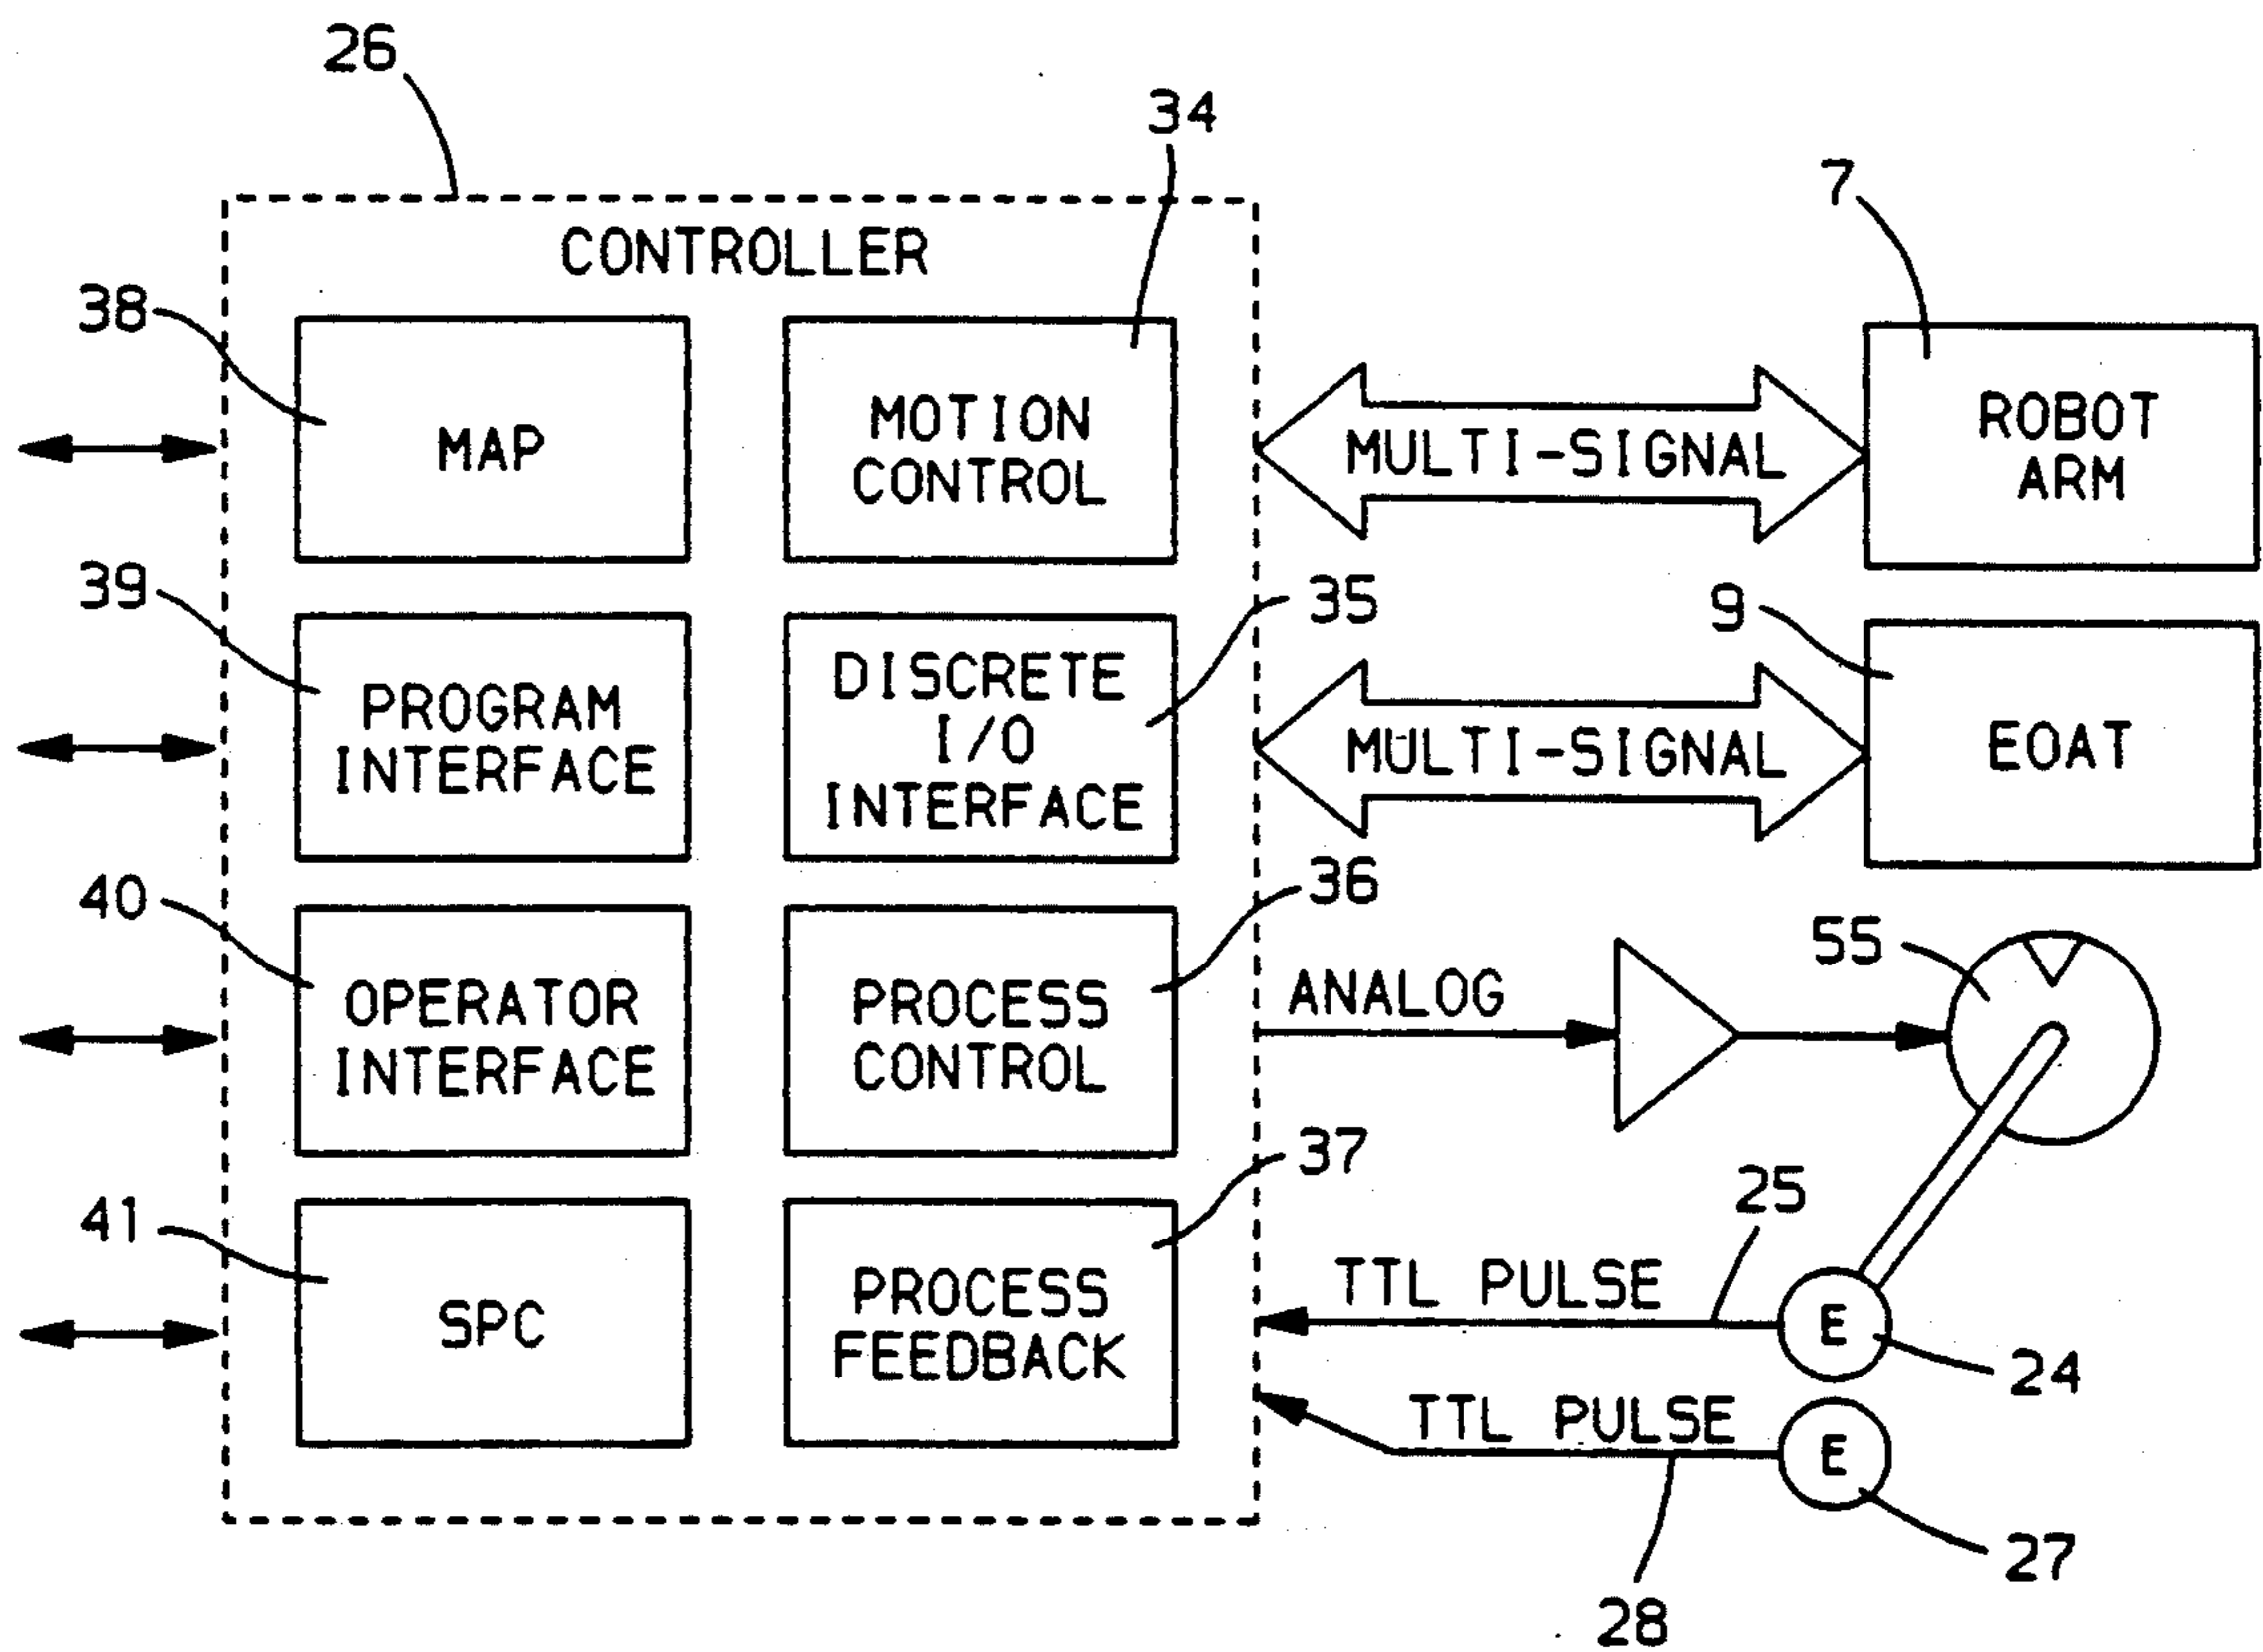 26
34
7
CONTROLLER
38
MAP
MOTION
CONTROL
MULTI-SIGNAL
ROBOT
ARM
39
PROGRAM
INTERFACE
DISCRETE
I/O
INTERFACE
35
MULTI-SIGNAL
9
EOAT
40
OPERATOR
INTERFACE
PROCESS
CONTROL
36
ANALOG
55
41
SPC
PROCESS
FEEDBACK
37
TTL PULSE
25
E
24
TTL PULSE
E
27
28